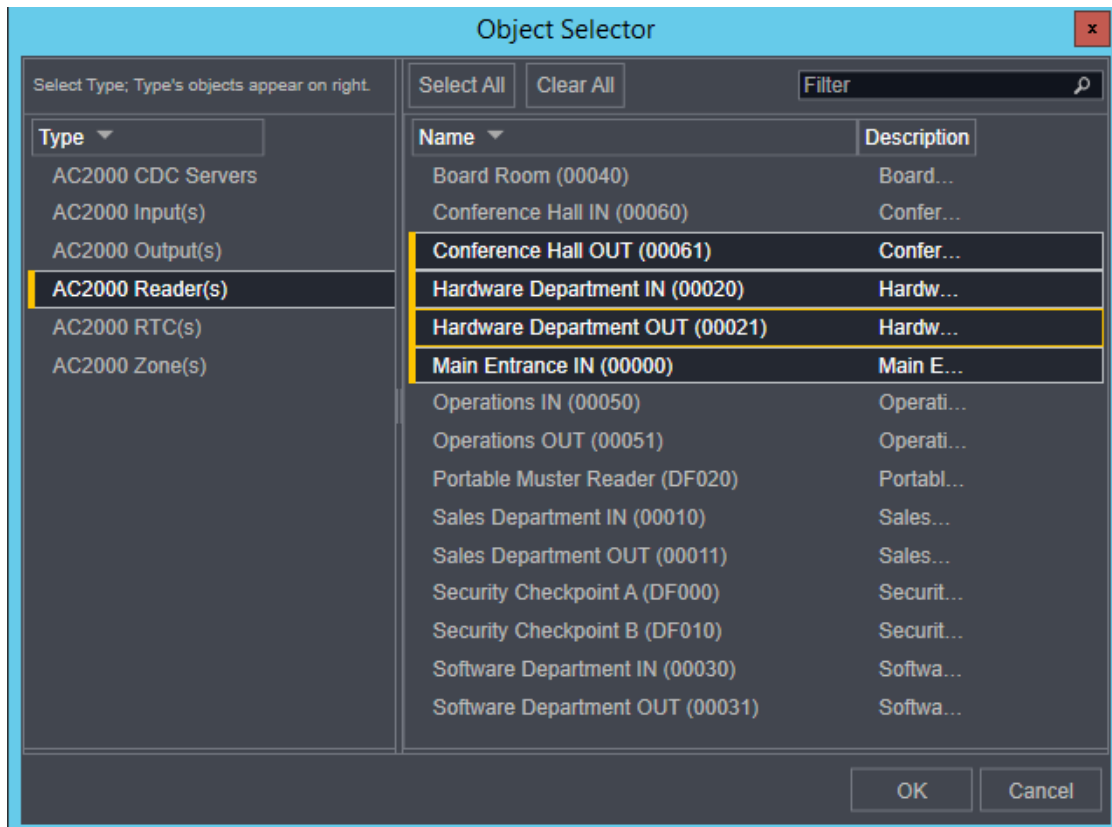 Object Selector
x
Select Type; Type's objects appear on right.
Select All
Clear All
Filter
Type
AC2000 CDC Servers
AC2000 Input(s)
AC2000 Output(s)
AC2000 Reader(s)
AC2000 RTC(s)
AC2000 Zone(s)
Name Description
Board Room (00040) Board...
Conference Hall IN (00060) Confer...
Conference Hall OUT (00061) Confer...
Hardware Department IN (00020) Hardw...
Hardware Department OUT (00021) Hardw...
Main Entrance IN (00000) Main E...
Operations IN (00050) Operati...
Operations OUT (00051) Operati...
Portable Muster Reader (DF020) Portabl...
Sales Department IN (00010) Sales...
Sales Department OUT (00011) Sales...
Security Checkpoint A (DF000) Securit...
Security Checkpoint B (DF010) Securit...
Software Department IN (00030) Softwa...
Software Department OUT (00031) Softwa...
OK Cancel